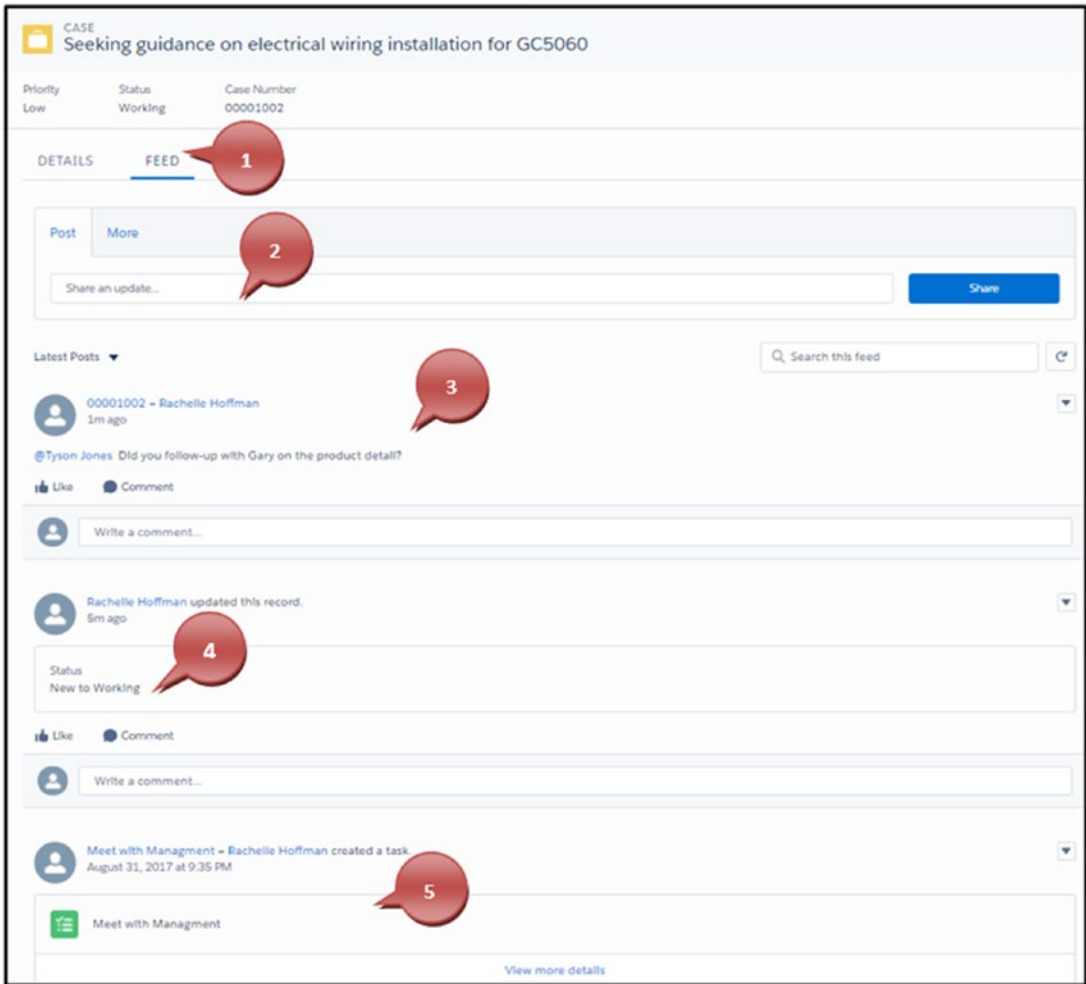 CASE
Seeking guidance on electrical wiring installation for GC5060
Priority Status Case Number
Low Working 00001002
DETAILS FEED 1
Post More 2
Share an update... Share
Latest Posts Search this feed
3
00001002 – Rachelle Hoffman
1m ago
@Tyson Jones Did you follow-up with Gary on the product detail?
Like Comment
Write a comment...
Rachelle Hoffman updated this record.
5m ago
4
Status
New to Working
Like Comment
Write a comment...
Meet with Managment – Rachelle Hoffman created a task.
August 31, 2017 at 9:35 PM
5
Meet with Managment
View more details